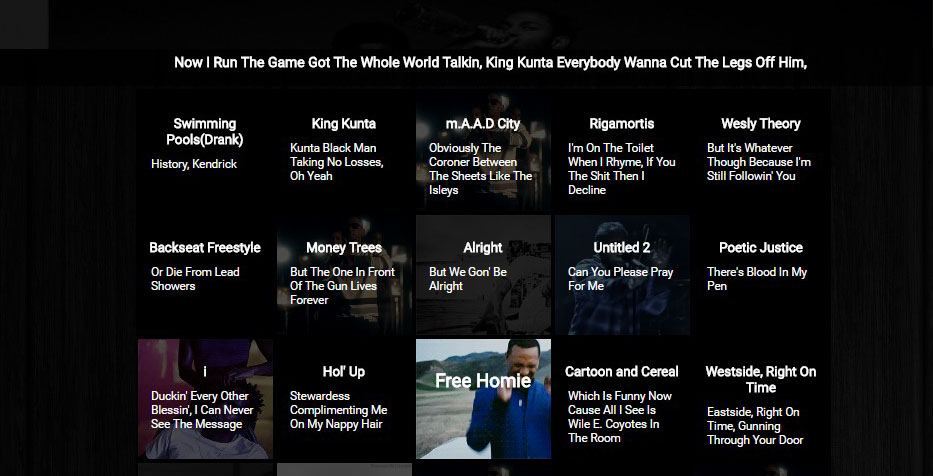 Now I Run The Game Got The Whole World Talkin, King Kunta Everybody Wanna Cut The Legs Off Him,
Swimming
Pools(Drank)
History, Kendrick
King Kunta
Kunta Black Man
Taking No Losses,
Oh Yeah
m.A.A.D City
Obviously The
Coroner Between
The Sheets Like The
Isleys
Rigamortis
I'm On The Toilet
When I Rhyme, If You
The Shit Then I
Decline
Wesly Theory
But It's Whatever
Though Because I'm
Still Followin' You
Backseat Freestyle
Or Die From Lead
Showers
Money Trees
But The One In Front
Of The Gun Lives
Forever
Alright
But We Gon' Be
Alright
Untitled 2
Can You Please Pray
For Me
Poetic Justice
There's Blood In My
Pen
i
Duckin' Every Other
Blessin', I Can Never
See The Message
Hol' Up
Stewardess
Complimenting Me
On My Nappy Hair
Free Homie
Cartoon and Cereal
Which Is Funny Now
Cause All I See Is
Wile E. Coyotes In
The Room
Westside, Right On
Time
Eastside, Right On
Time, Gunning
Through Your Door